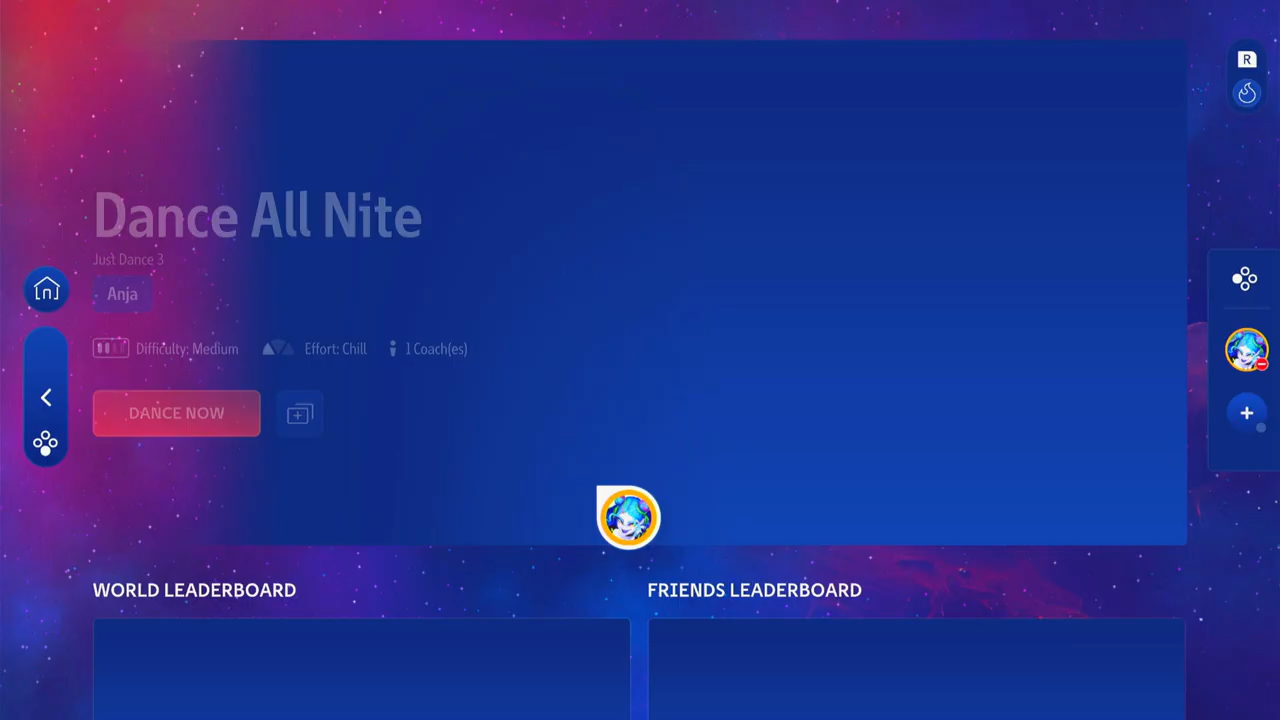 R
Dance All Nite
Just Dance 3
Anja
Difficulty: Medium
Effort: Chill
1 Coach(es)
DANCE NOW
WORLD LEADERBOARD
FRIENDS LEADERBOARD